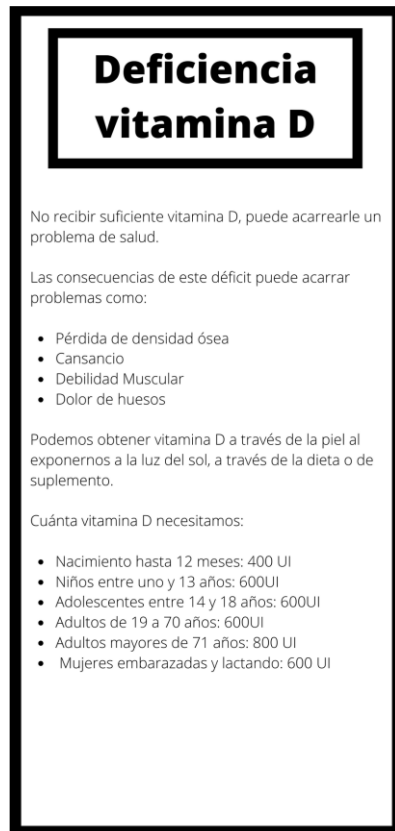 Deficiencia
vitamina D
No recibir suficiente vitamina D, puede acarrearle un
problema de salud.
Las consecuencias de este déficit puede acarrar
problemas como:
• Pérdida de densidad ósea
• Cansancio
• Debilidad Muscular
• Dolor de huesos
Podemos obtener vitamina D a través de la piel al
exponernos a la luz del sol, a través de la dieta o de
suplemento.
Cuánta vitamina D necesitamos:
• Nacimiento hasta 12 meses: 400 UI
• Niños entre uno y 13 años: 600UI
• Adolescentes entre 14 y 18 años: 600UI
• Adultos de 19 a 70 años: 600UI
• Adultos mayores de 71 años: 800 UI
• Mujeres embarazadas y lactando: 600 UI